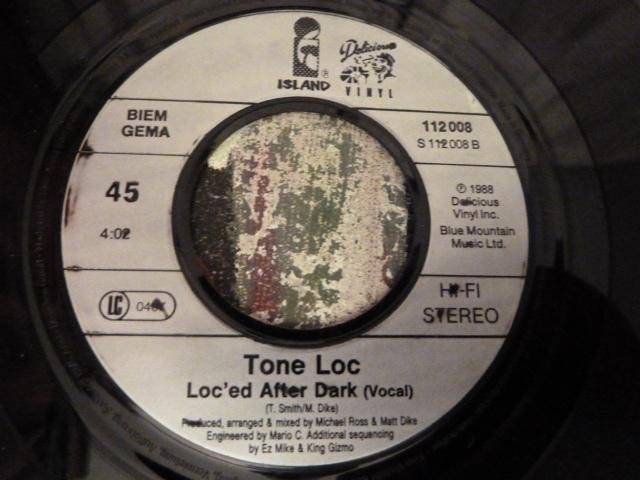 ISLAND
Delicious
VINYL
BIEM
GEMA
112 008
S 112 008 B
45
4:02
℗ 1988
Delicious
Vinyl Inc.
Blue Mountain
Music Ltd.
LC
HI-FI
STEREO
Tone Loc
Loc'ed After Dark (Vocal)
(T. Smith/M. Dike)
Produced, arranged & mixed by Michael Ross & Matt Dike
Engineered by Mario C. Additional sequencing
by Ez Mike & King Gizmo